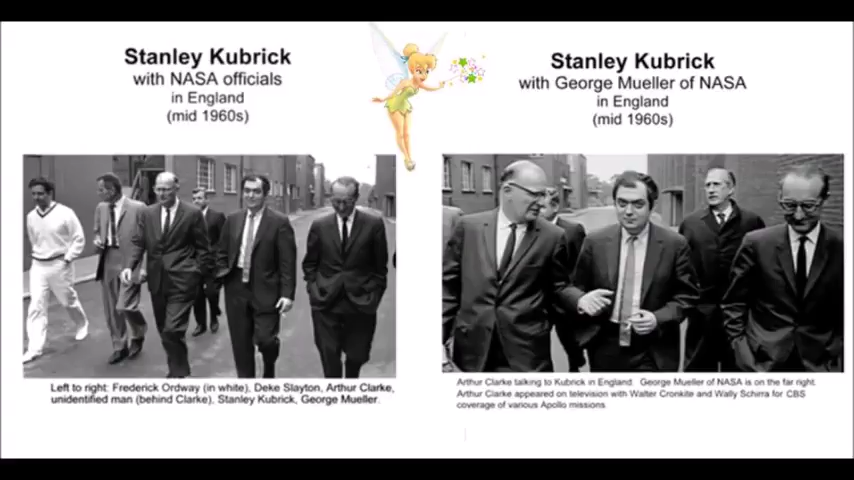 Stanley Kubrick
with NASA officials
in England
(mid 1960s)
Left to right: Frederick Ordway (in white), Deke Slayton, Arthur Clarke,
unidentified man (behind Clarke), Stanley Kubrick, George Mueller.
Stanley Kubrick
with George Mueller of NASA
in England
(mid 1960s)
Arthur Clarke talking to Kubrick in England. George Mueller of NASA is on the far right.
Arthur Clarke appeared on television with Walter Cronkite and Wally Schirra for CBS
coverage of various Apollo missions.